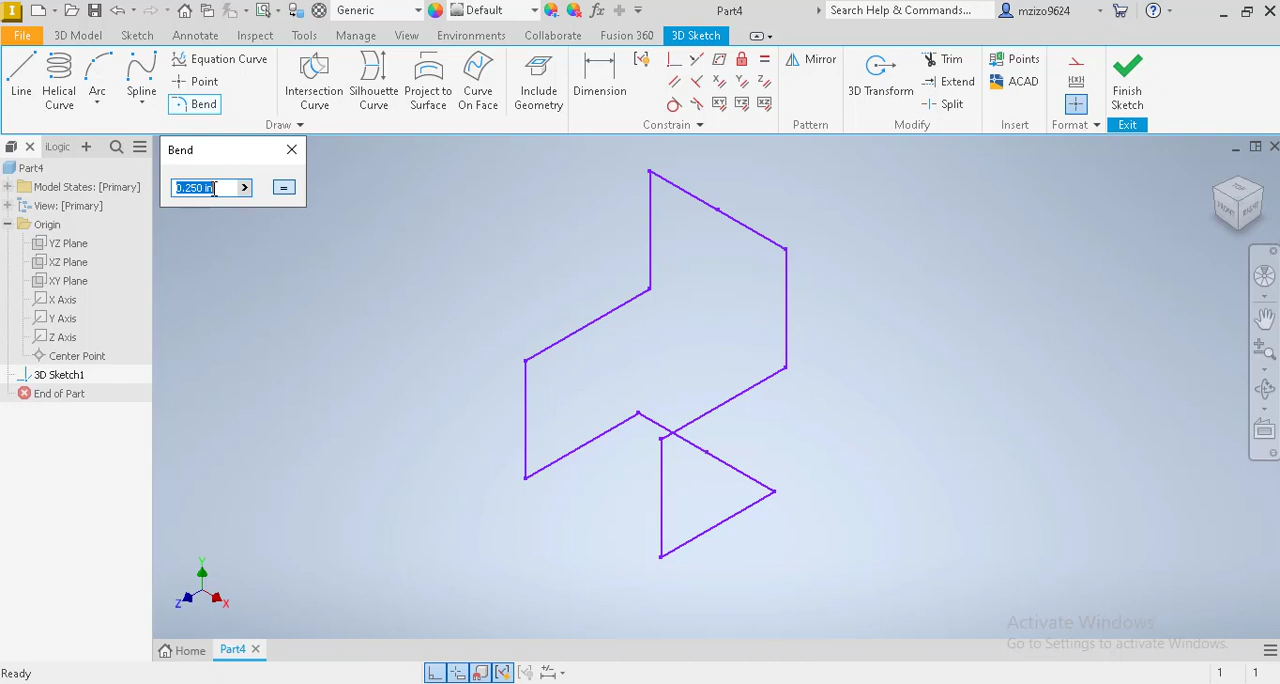 Generic
Default
Part4
Search Help & Commands...
mzizo9624
File
3D Model
Sketch
Annotate
Inspect
Tools
Manage
View
Environments
Collaborate
Fusion 360
3D Sketch
Line
Helical Curve
Arc
Spline
Equation Curve
Point
Bend
Draw
Intersection Curve
Silhouette Curve
Project to Surface
Curve On Face
Include Geometry
Dimension
Constrain
Mirror
Pattern
3D Transform
Trim
Extend
Split
Modify
Points
ACAD
Insert
Format
Finish Sketch
Exit
iLogic
Part4
Model States: [Primary]
View: [Primary]
Origin
YZ Plane
XZ Plane
XY Plane
X Axis
Y Axis
Z Axis
Center Point
3D Sketch1
End of Part
Bend
0.250 in
TOP
FRONT
RIGHT
Y
Z
X
Activate Windows
Go to Settings to activate Windows.
Home
Part4
Ready
1
1